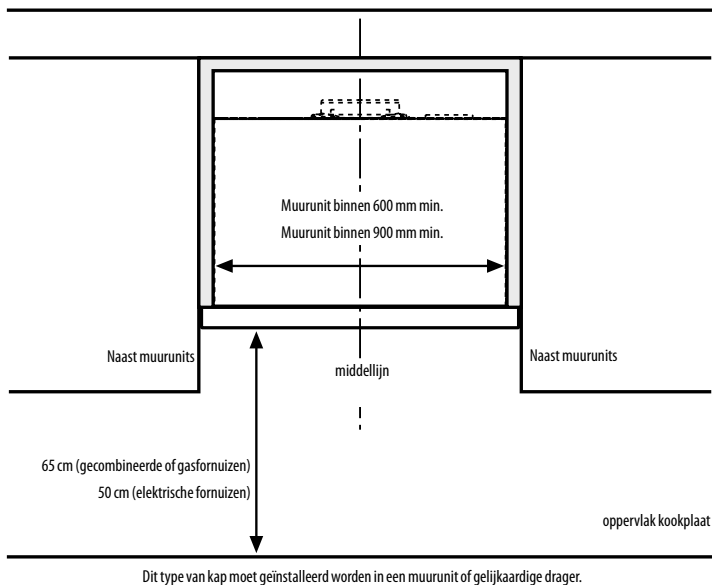 Muurunit binnen 600 mm min.
Muurunit binnen 900 mm min.
Naast muurunits
middellijn
Naast muurunits
65 cm (gecombineerde of gasfornuizen)
50 cm (elektrische fornuizen)
oppervlak kookplaat
Dit type van kap moet geïnstalleerd worden in een muurunit of gelijkaardige drager.